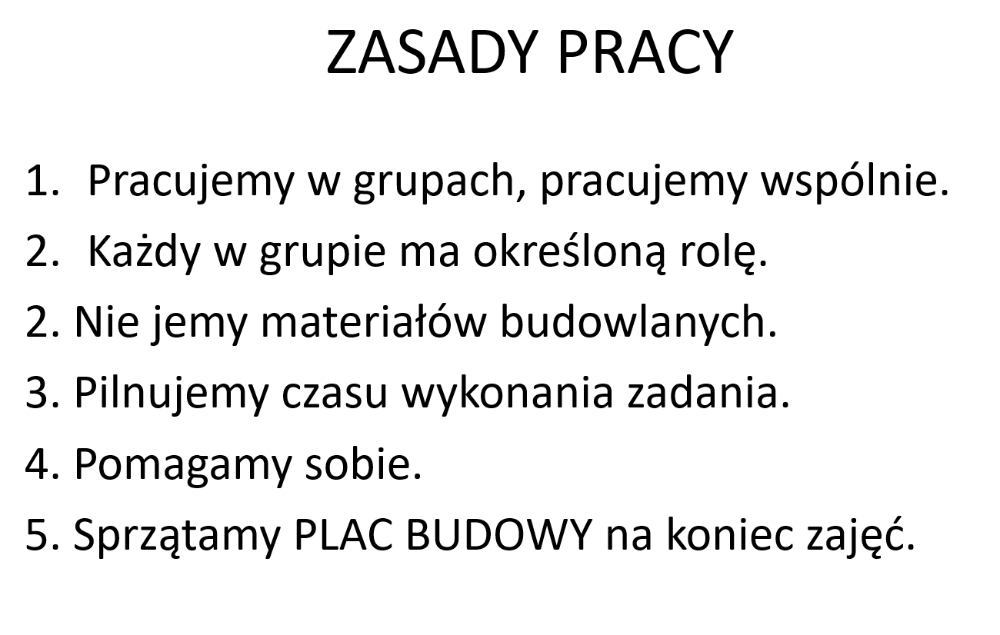 ZASADY PRACY
1. Pracujemy w grupach, pracujemy wspólnie.
2. Każdy w grupie ma określoną rolę.
2. Nie jemy materiałów budowlanych.
3. Pilnujemy czasu wykonania zadania.
4. Pomagamy sobie.
5. Sprzątamy PLAC BUDOWY na koniec zajęć.